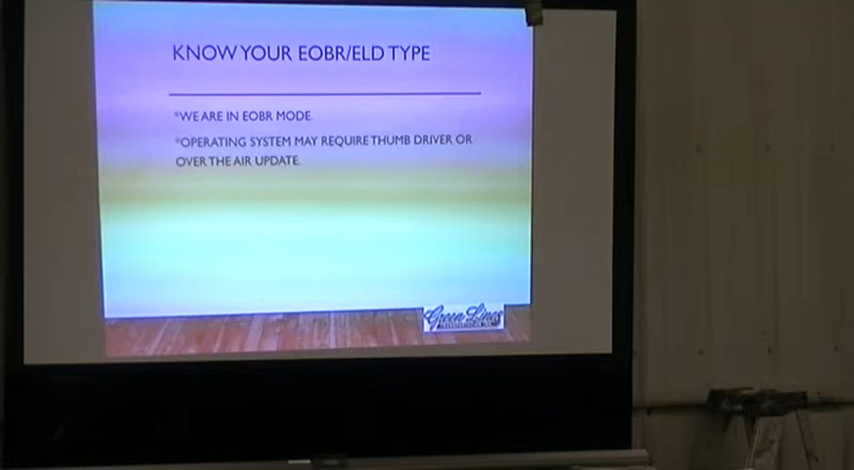 KNOW YOUR EOBR/ELD TYPE
*WE ARE IN EOBR MODE.
*OPERATING SYSTEM MAY REQUIRE THUMB DRIVER OR
OVER THE AIR UPDATE.
Green Lines